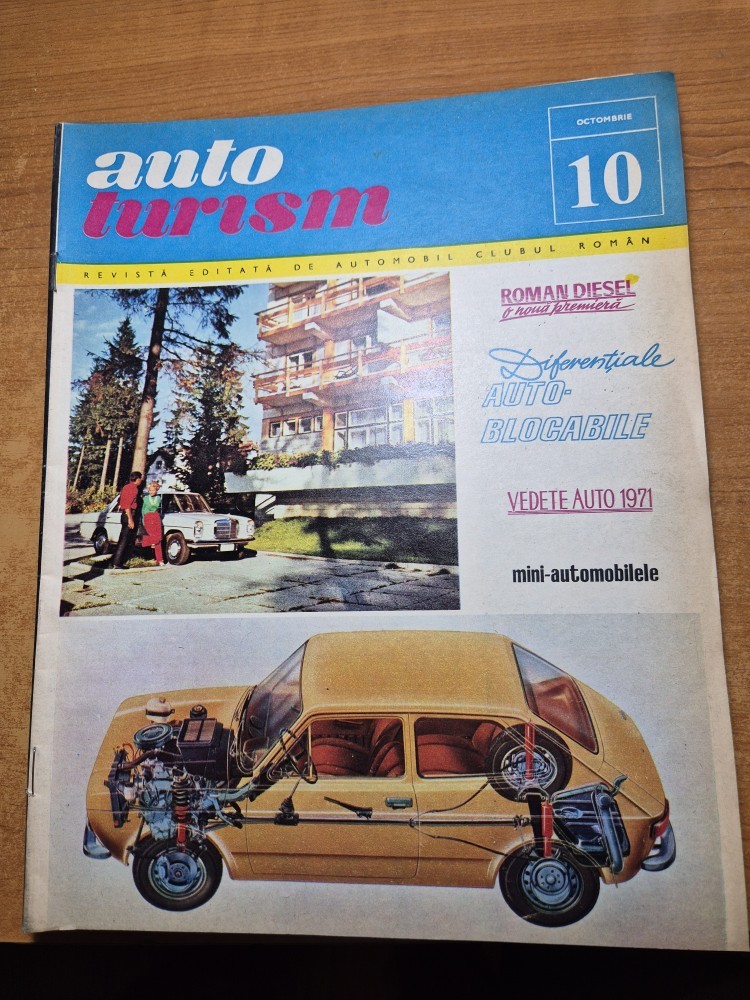 OCTOMBRIE
10
auto
turism
REVISTĂ EDITATĂ DE AUTOMOBIL CLUBUL ROMÂN
ROMAN DIESEL
o nouă premieră
Diferenţiale
AUTO-
BLOCABILE
VEDETE AUTO 1971
mini-automobilele